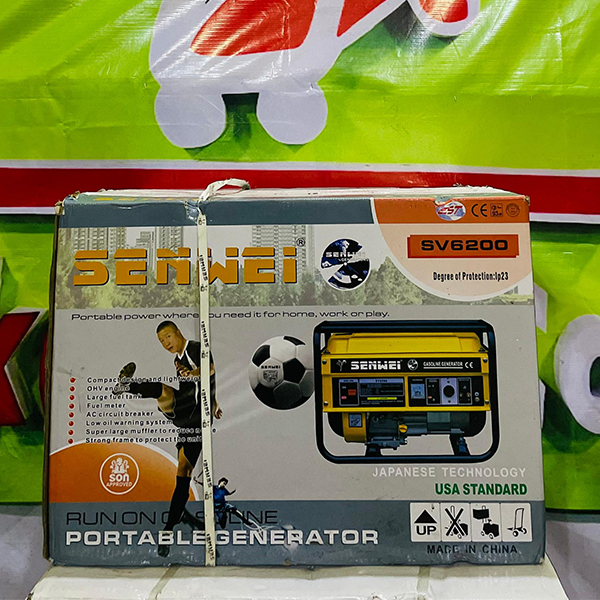 CST CE
SV6200
Degree of Protection:Ip23
SENWEI®
SENWEI
Portable power where you need it for home, work or play.
Compact design and lightweight
OHV engine
Large fuel tank
Fuel meter
AC circuit breaker
Low oil warning system
Super large muffler to reduce
Strong frame to protect the unit
SENWEI GASOLINE GENERATOR
JAPANESE TECHNOLOGY
USA STANDARD
son
APPROVED
RUN ON GASOLINE
PORTABLE GENERATOR
UP
MADE IN CHINA